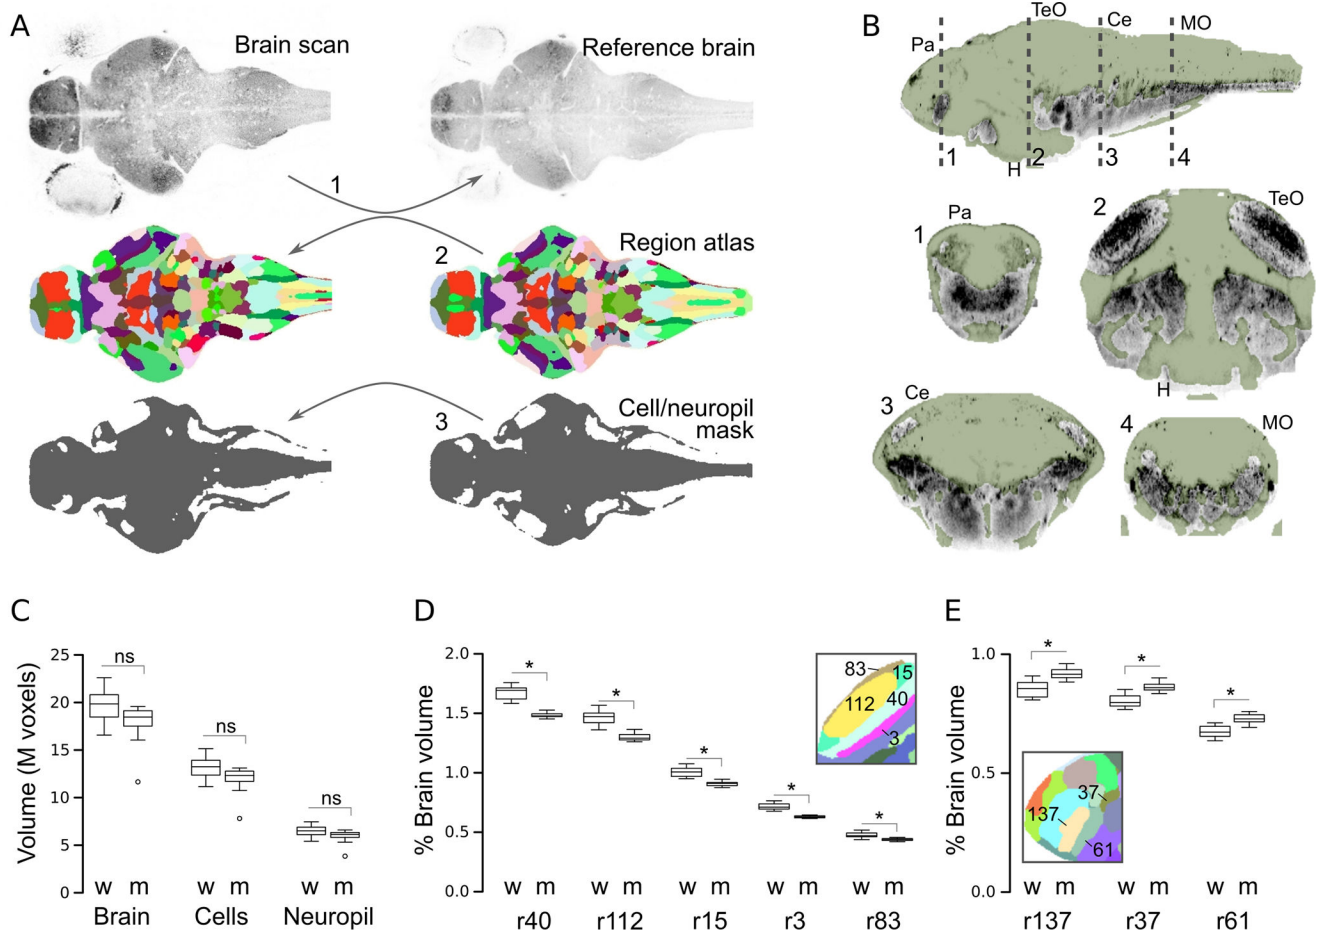 A
Brain scan
Reference brain
1
2
Region atlas
3
Cell/neuropil
mask
B
Pa
TeO
Ce
MO
H
1
2
3
4
1
Pa
2
TeO
H
3
Ce
4
MO
C
Volume (M voxels)
25
20
15
10
5
0
ns
ns
ns
w m
w m
w m
Brain
Cells
Neuropil
D
% Brain volume
2.0
1.5
1.0
0.5
0.0
*
*
*
*
*
83
15
112
40
3
w m
w m
w m
w m
w m
r40
r112
r15
r3
r83
E
% Brain volume
1.0
0.5
0.0
*
*
*
37
137
61
w m
w m
w m
r137
r37
r61